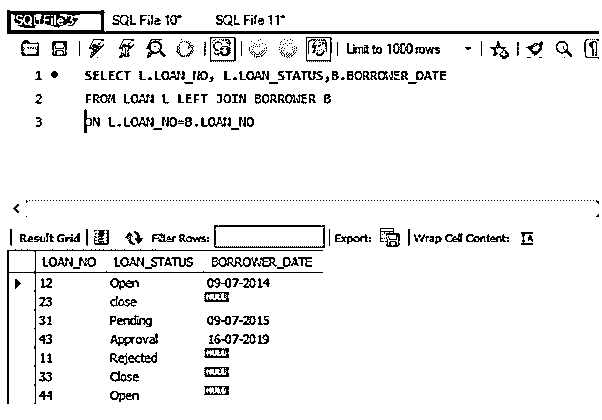 SQL File 3* SQL File 10* SQL File 11*
Limit to 1000 rows
1 SELECT L.LOAN_NO, L.LOAN_STATUS,B.BORROWER_DATE
2 FROM LOAN L LEFT JOIN BORROWER B
3 ON L.LOAN_NO=B.LOAN_NO
Result Grid Filter Rows: Export: Wrap Cell Content:
LOAN_NO LOAN_STATUS BORROWER_DATE
12 Open 09-07-2014
23 close NULL
31 Pending 09-07-2015
43 Approval 16-07-2019
11 Rejected NULL
33 Close NULL
44 Open NULL